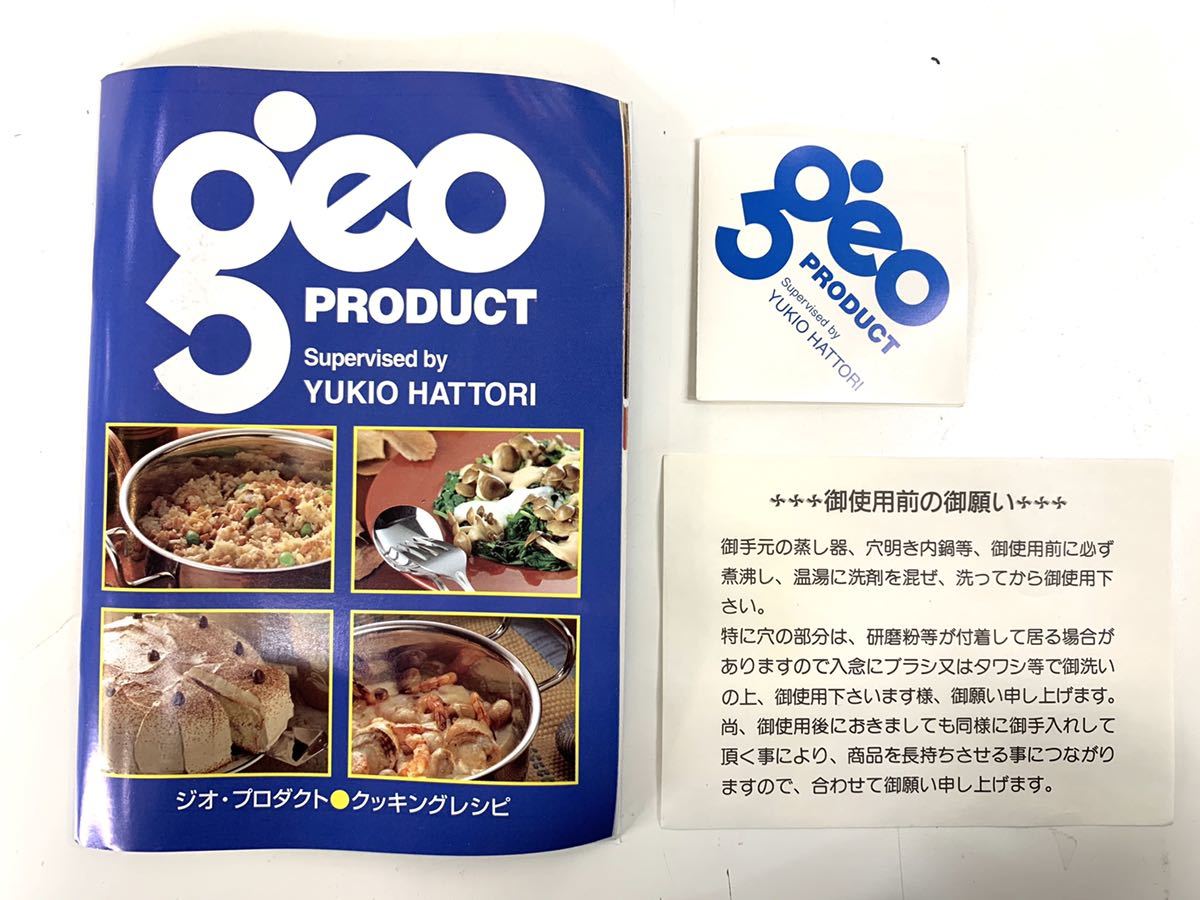 geo
PRODUCT
Supervised by
YUKIO HATTORI
ジオ・プロダクト●クッキングレシピ
geo
PRODUCT
Supervised by
YUKIO HATTORI
御使用前の御願い
御手元の蒸し器、穴明き内鍋等、御使用前に必ず
煮沸し、温湯に洗剤を混ぜ、洗ってから御使用下
さい。
特に穴の部分は、研磨粉等が付着して居る場合が
ありますので入念にブラシ又はタワシ等で御洗い
の上、御使用下さいます様、御願い申し上げます。
尚、御使用後におきましても同様に御手入れして
頂く事により、商品を長持ちさせる事につながり
ますので、合わせて御願い申し上げます。